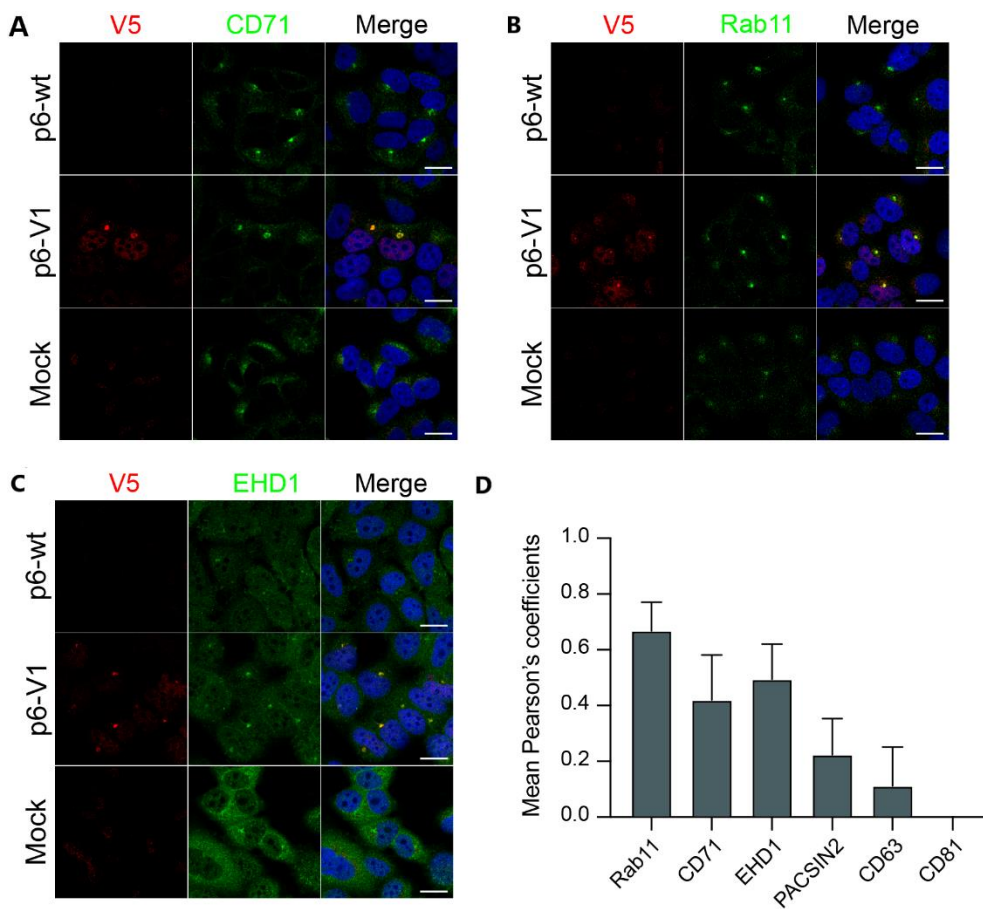 A
V5 CD71 Merge
p6-wt
p6-V1
Mock
B
V5 Rab11 Merge
p6-wt
p6-V1
Mock
C
V5 EHD1 Merge
p6-wt
p6-V1
Mock
D
Mean Pearson's coefficients
1.0
0.8
0.6
0.4
0.2
0.0
Rab11
CD71
EHD1
PACSIN2
CD63
CD81